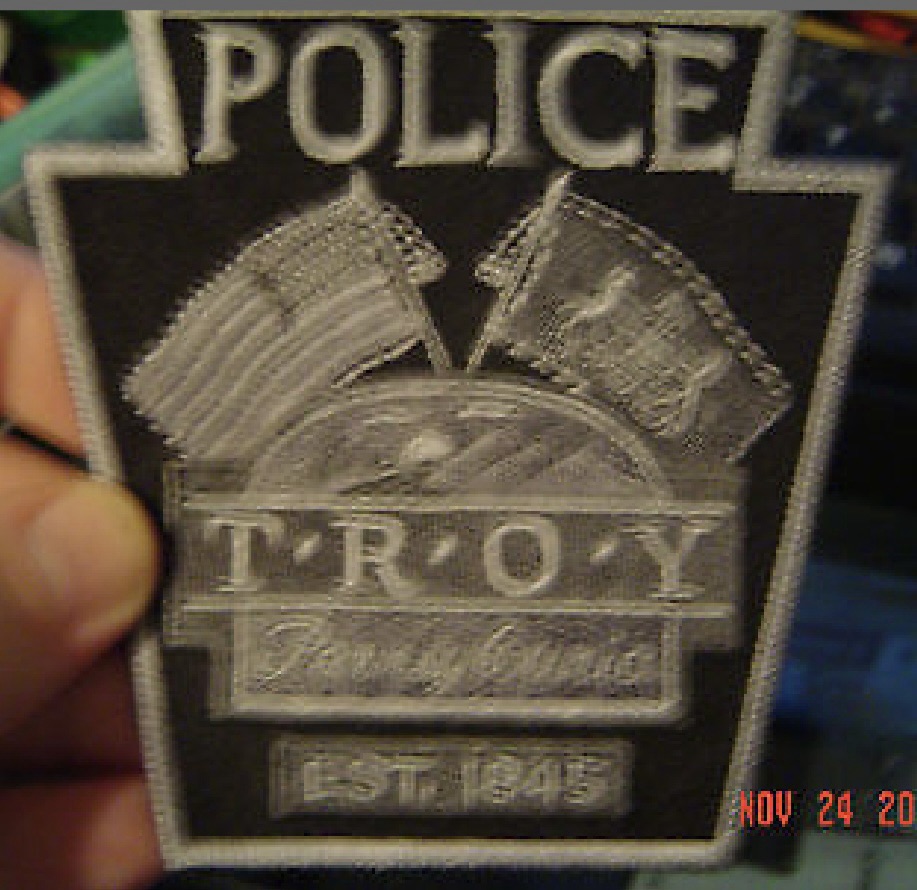 POLICE
T·R·O·Y
Pennsylvania
EST. 1845
NOV 24 20